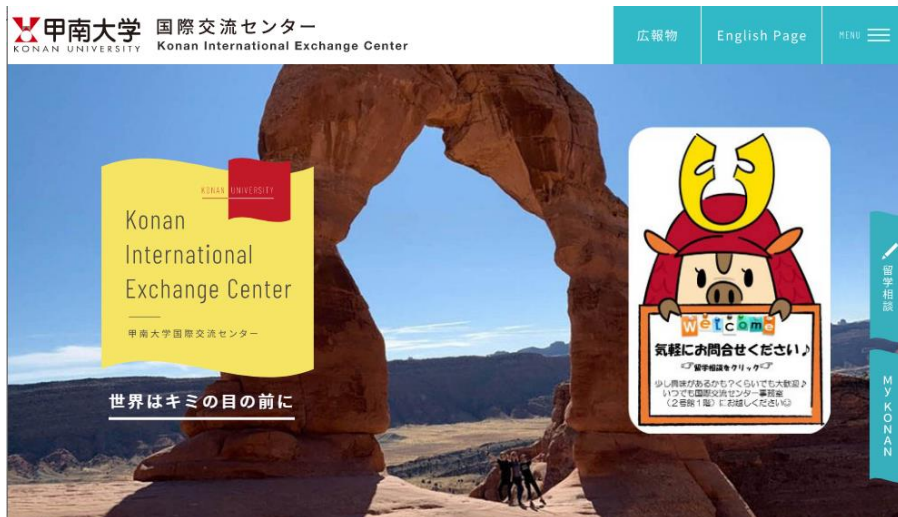 甲南大学
KONAN UNIVERSITY
国際交流センター
Konan International Exchange Center
広報物
English Page
MENU
KONAN UNIVERSITY
Konan
International
Exchange Center
甲南大学国際交流センター
世界はキミの目の前に
Welcome
気軽にお問合せください♪
☞留学相談をクリック☜
少し興味があるかも?くらいでも大歓迎♪
いつでも国際交流センター事務室
(2号館1階)にお越しください☺
留学相談
My KONAN